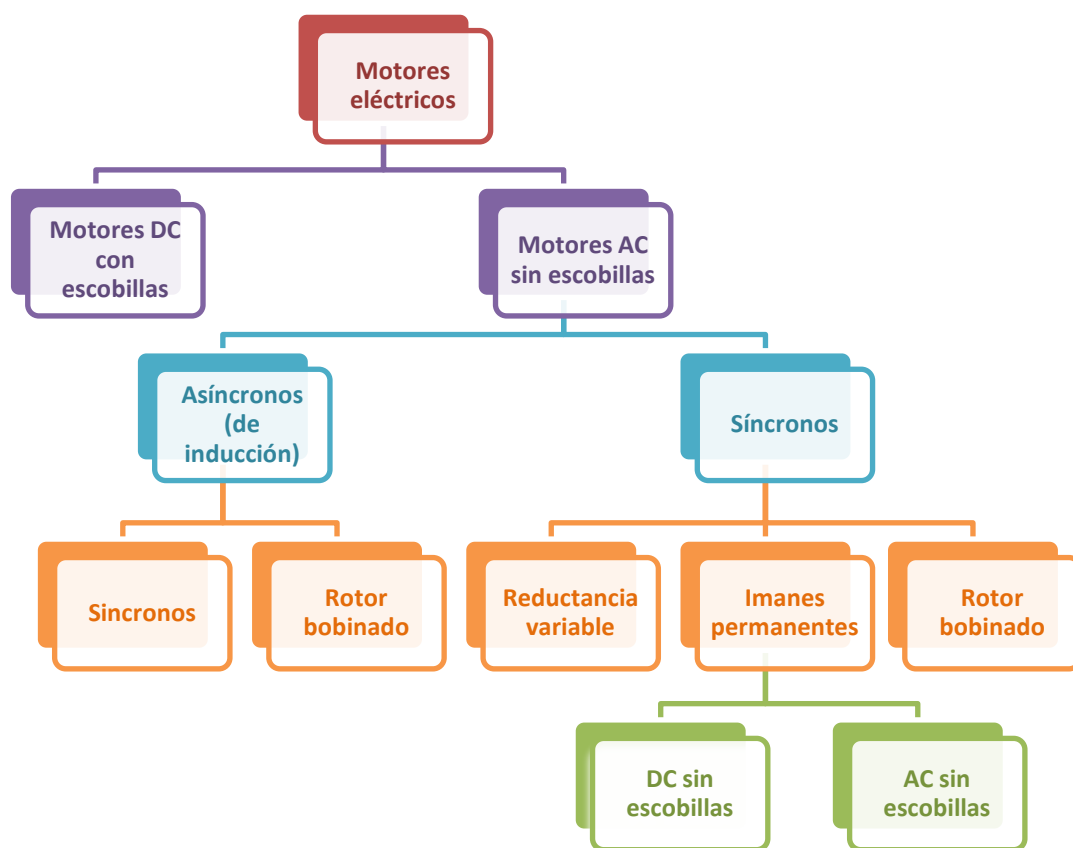 Motores
eléctricos
Motores DC
con
escobillas
Motores AC
sin escobillas
Asíncronos
(de
inducción)
Síncronos
Sincronos
Rotor
bobinado
Reductancia
variable
Imanes
permanentes
Rotor
bobinado
DC sin
escobillas
AC sin
escobillas